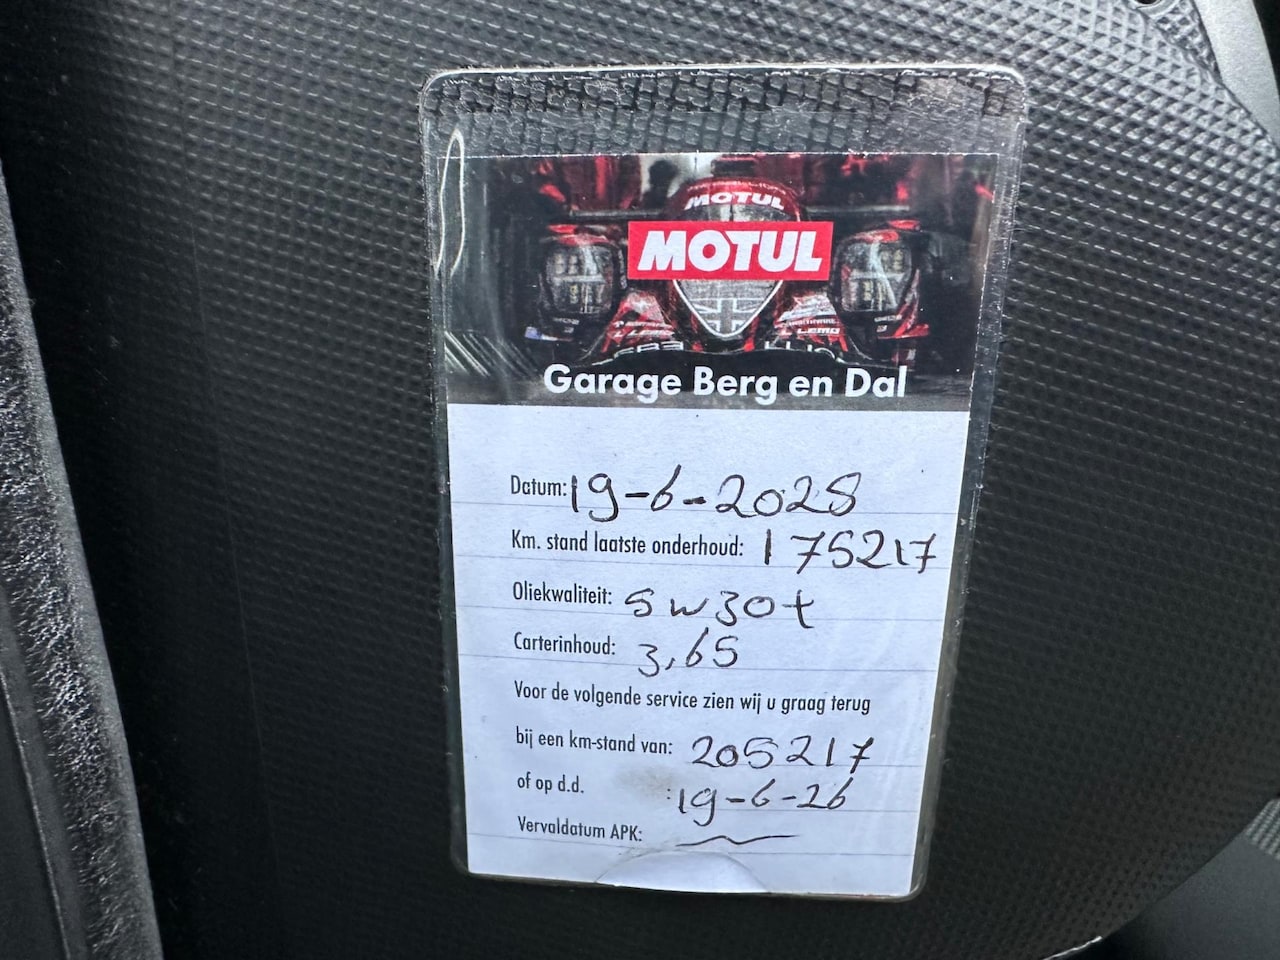 MOTUL
MOTUL
Garage Berg en Dal
Datum: 19-6-2025
Km. stand laatste onderhoud: 175217
Oliekwaliteit: 5w30+
Carterinhoud: 3,65
Voor de volgende service zien wij u graag terug
bij een km-stand van: 205217
of op d.d. : 19-6-26
Vervaldatum APK: